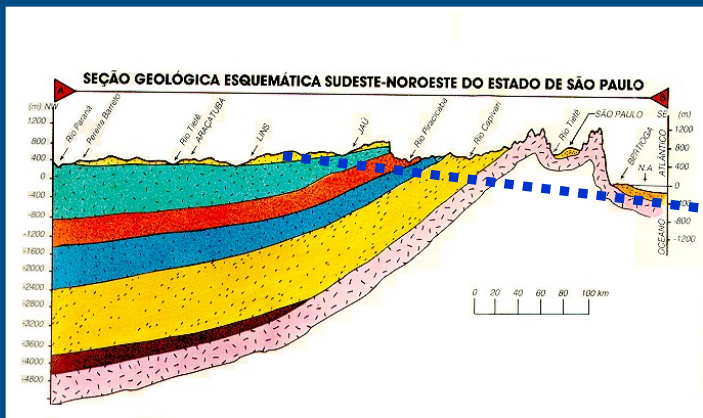 SEÇÃO GEOLÓGICA ESQUEMÁTICA SUDESTE-NOROESTE DO ESTADO DE SÃO PAULO
A
B
(m) NW
SE (m)
Rio Paraná
Pereira Barreto
Rio Tietê
ARAÇATUBA
LINS
JAÚ
Rio Piracicaba
Rio Capivari
Rio Tietê
SÃO PAULO
BERTIOGA
N.A.
ATLÂNTICO
OCEANO
1200
800
400
0
-400
-800
-1200
-1600
-2000
-2400
-2800
-3200
-3600
-4000
-4800
1200
800
400
0
-400
-800
-1200
0 20 40 60 80 100 km